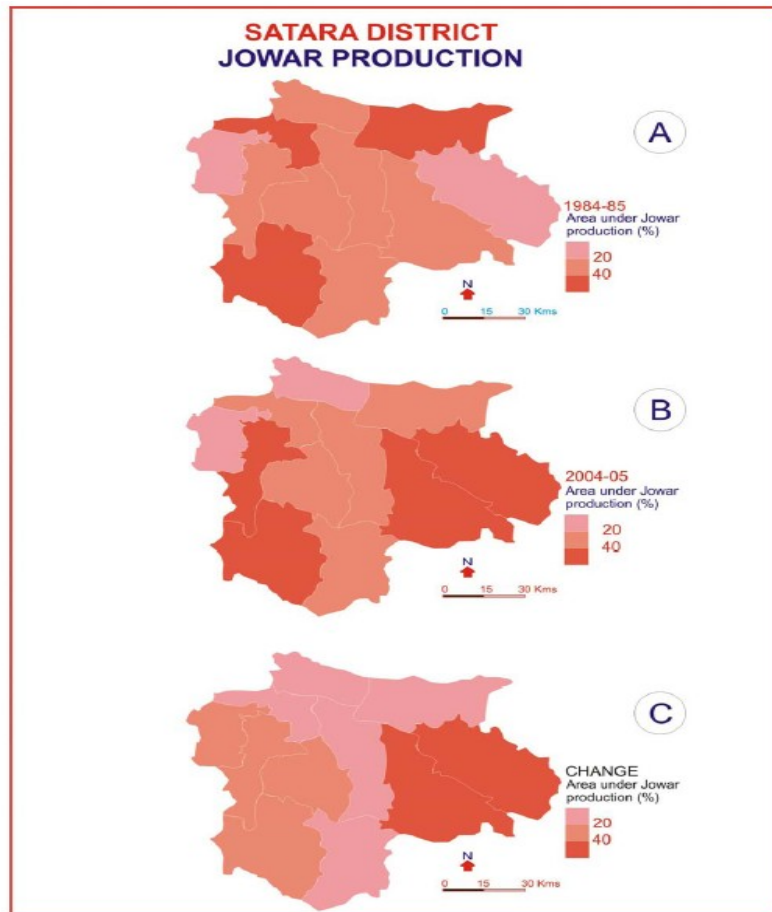 SATARA DISTRICT
JOWAR PRODUCTION
A
1984-85
Area under Jowar
production (%)
20
40
N
0 15 30 Kms
B
2004-05
Area under Jowar
production (%)
20
40
N
0 15 30 Kms
C
CHANGE
Area under Jowar
production (%)
20
40
N
0 15 30 Kms